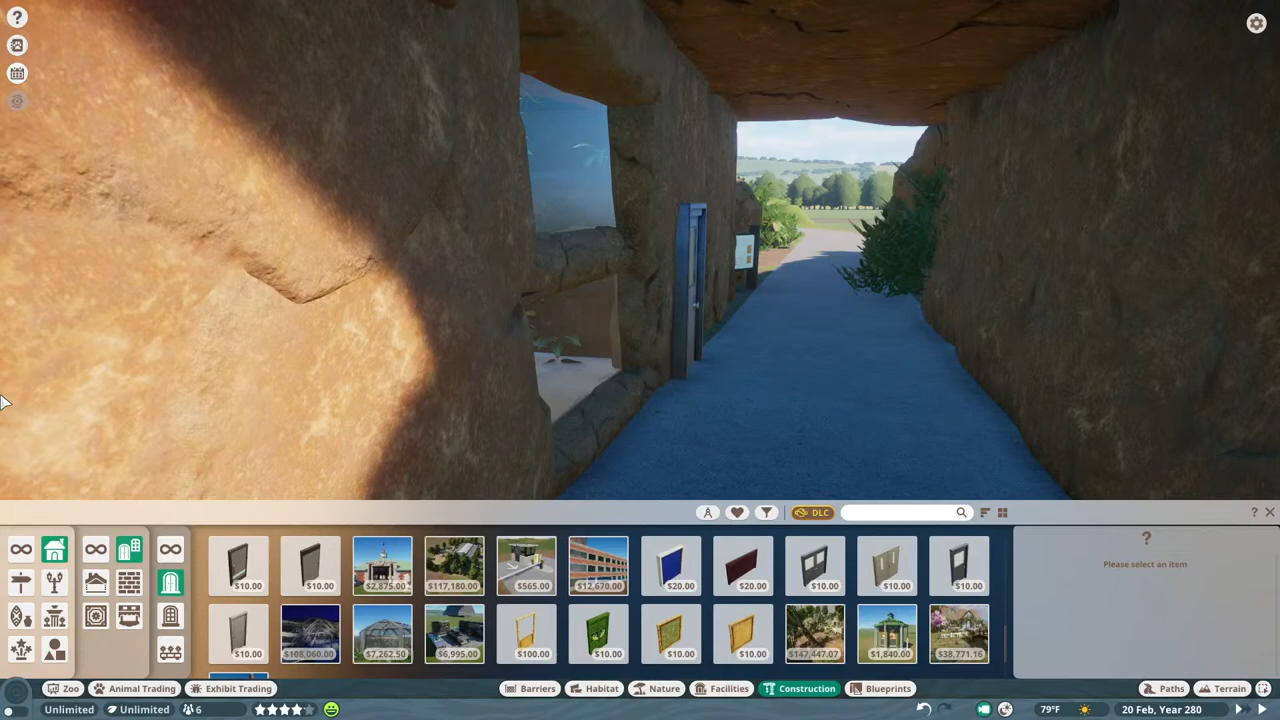 DLC
?
$10.00 $10.00 $2,875.00 $117,180.00 $565.00 $12,670.00 $20.00 $20.00 $10.00 $10.00 $10.00
Please select an item
$10.00 $108,060.00 $7,262.50 $6,995.00 $100.00 $10.00 $10.00 $10.00 $147,447.07 $1,840.00 $38,771.16
Zoo Animal Trading Exhibit Trading Barriers Habitat Nature Facilities Construction Blueprints Paths Terrain
Unlimited Unlimited 6 79°F 20 Feb, Year 280